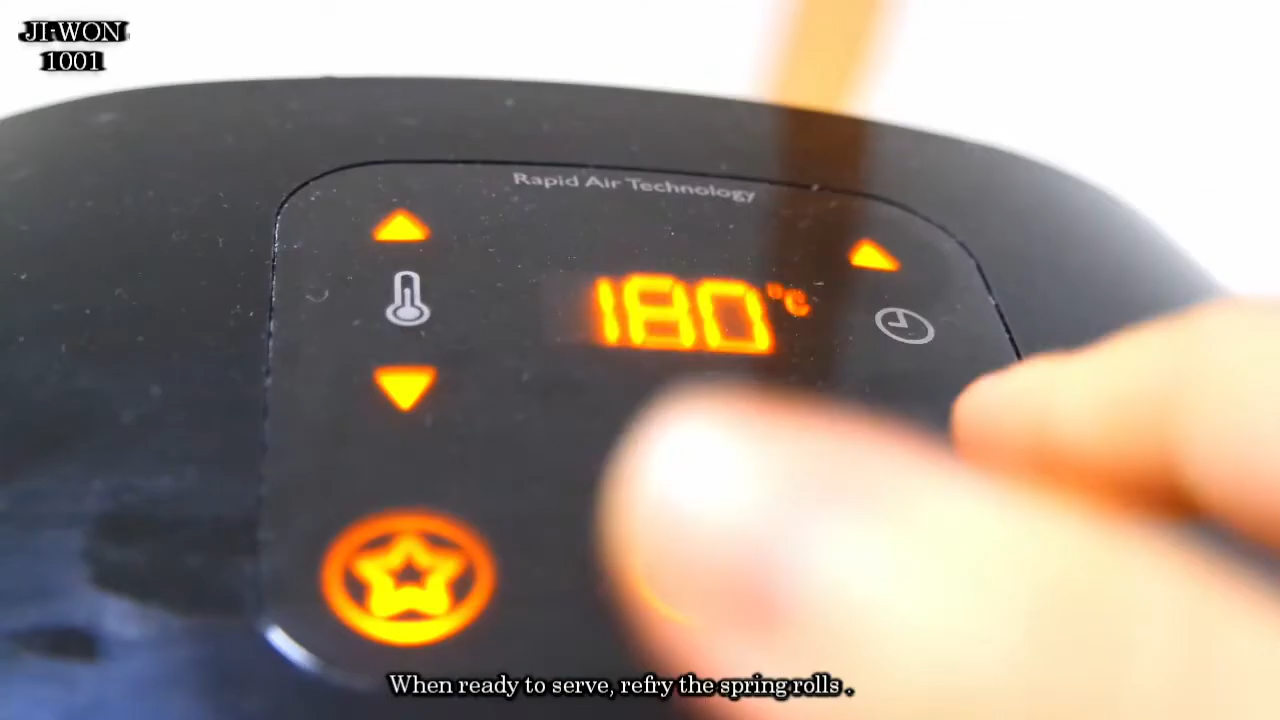 JI-WON
1001
Rapid Air Technology
180°C
When ready to serve, refry the spring rolls .